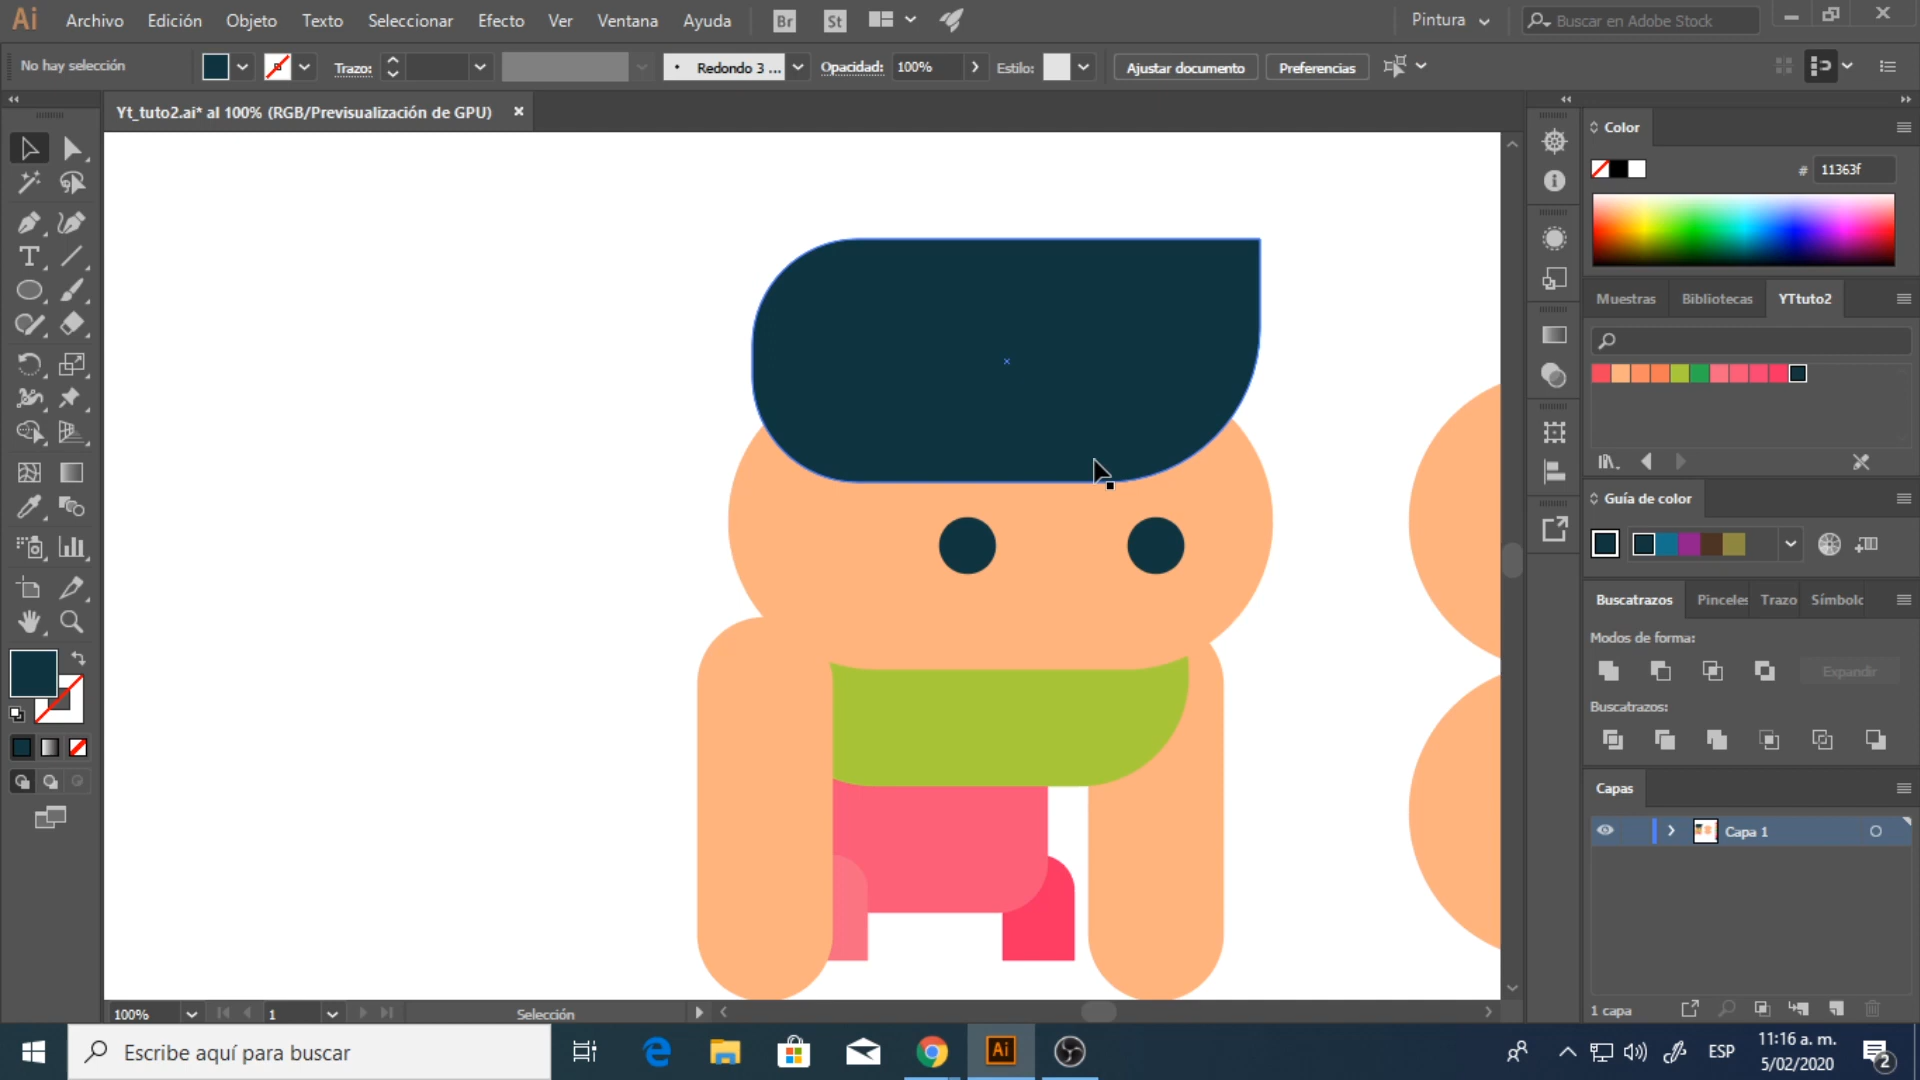 Ai Archivo Edición Objeto Texto Seleccionar Efecto Ver Ventana Ayuda Br St Pintura Buscar en Adobe Stock
No hay selección Trazo: Redondo 3 ... Opacidad: 100% Estilo: Ajustar documento Preferencias
Yt_tuto2.ai* al 100% (RGB/Previsualización de GPU)
Color
# 11363f
Muestras Bibliotecas YTtuto2
Guía de color
Buscatrazos Pinceles Trazo Símbolc
Modos de forma:
Expandir
Buscatrazos:
Capas
Capa 1
1 capa
100% 1 Selección
Escribe aquí para buscar
Ai
ESP
11:16 a. m.
5/02/2020
2